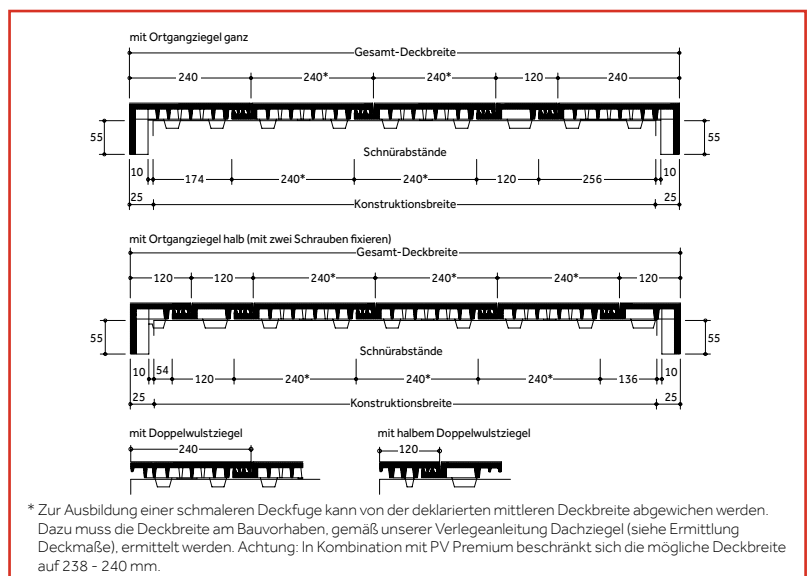 mit Ortgangziegel ganz
Gesamt-Deckbreite
240 240* 240* 120 240
55 55
Schnürabstände
10 174 240* 240* 120 256 10
25 Konstruktionsbreite 25
mit Ortgangziegel halb (mit zwei Schrauben fixieren)
Gesamt-Deckbreite
120 120 240* 240* 240* 120
55 55
Schnürabstände
10 54 120 240* 240* 240* 136 10
25 Konstruktionsbreite 25
mit Doppelwulstziegel mit halbem Doppelwulstziegel
240 120
* Zur Ausbildung einer schmaleren Deckfuge kann von der deklarierten mittleren Deckbreite abgewichen werden.
Dazu muss die Deckbreite am Bauvorhaben, gemäß unserer Verlegeanleitung Dachziegel (siehe Ermittlung
Deckmaße), ermittelt werden. Achtung: In Kombination mit PV Premium beschränkt sich die mögliche Deckbreite
auf 238 - 240 mm.